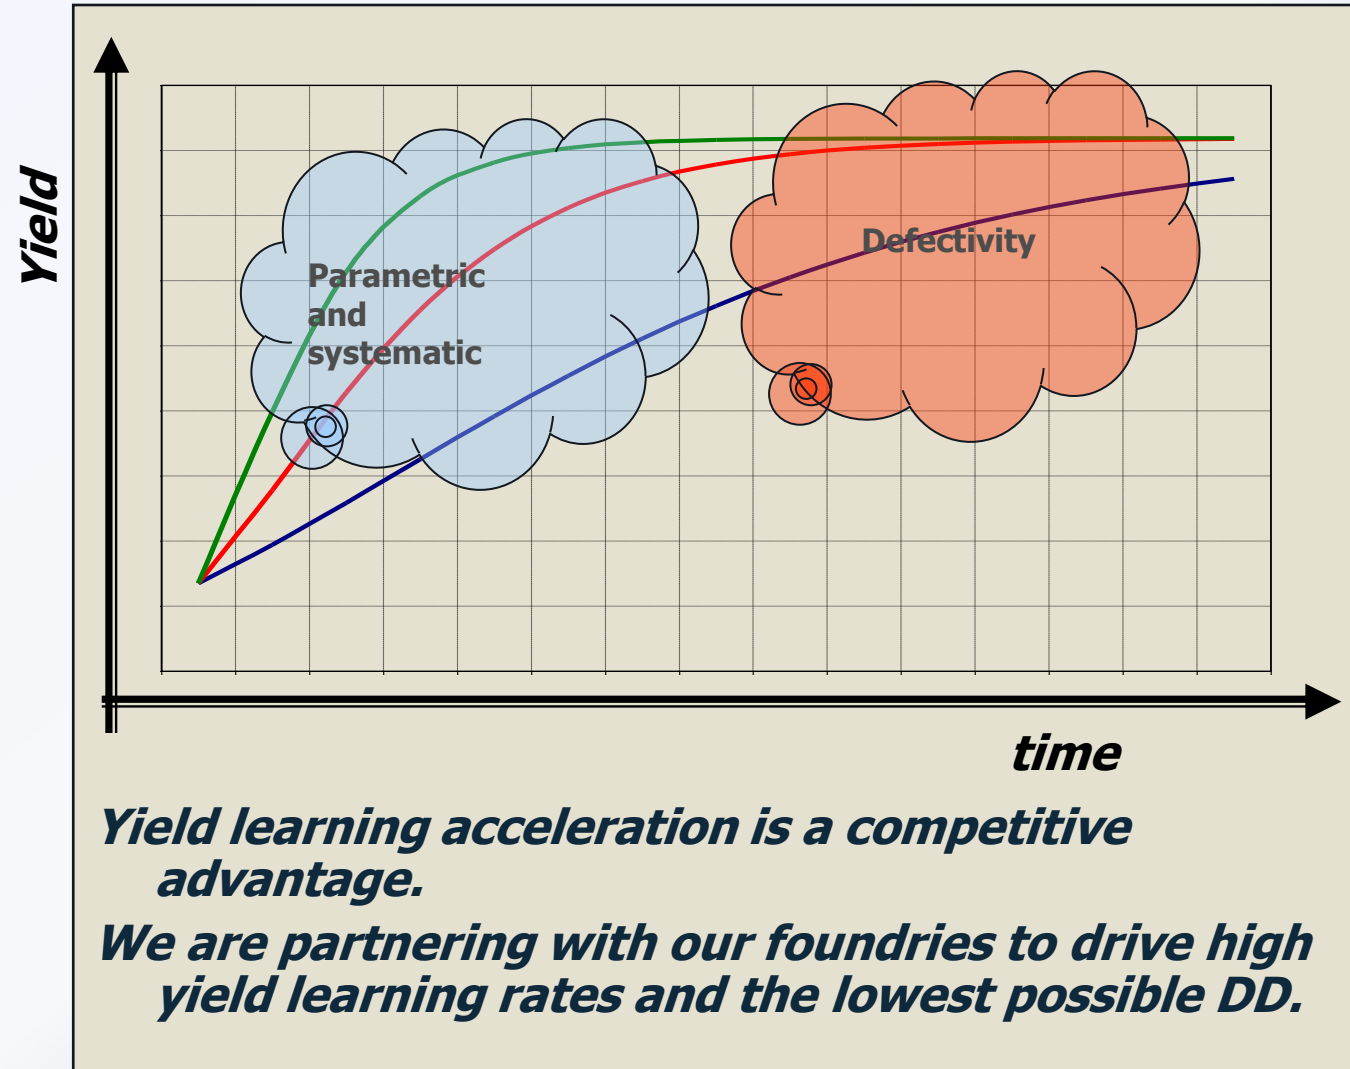 Yield
Parametric
and
systematic
Defectivity
time
Yield learning acceleration is a competitive
advantage.
We are partnering with our foundries to drive high
yield learning rates and the lowest possible DD.